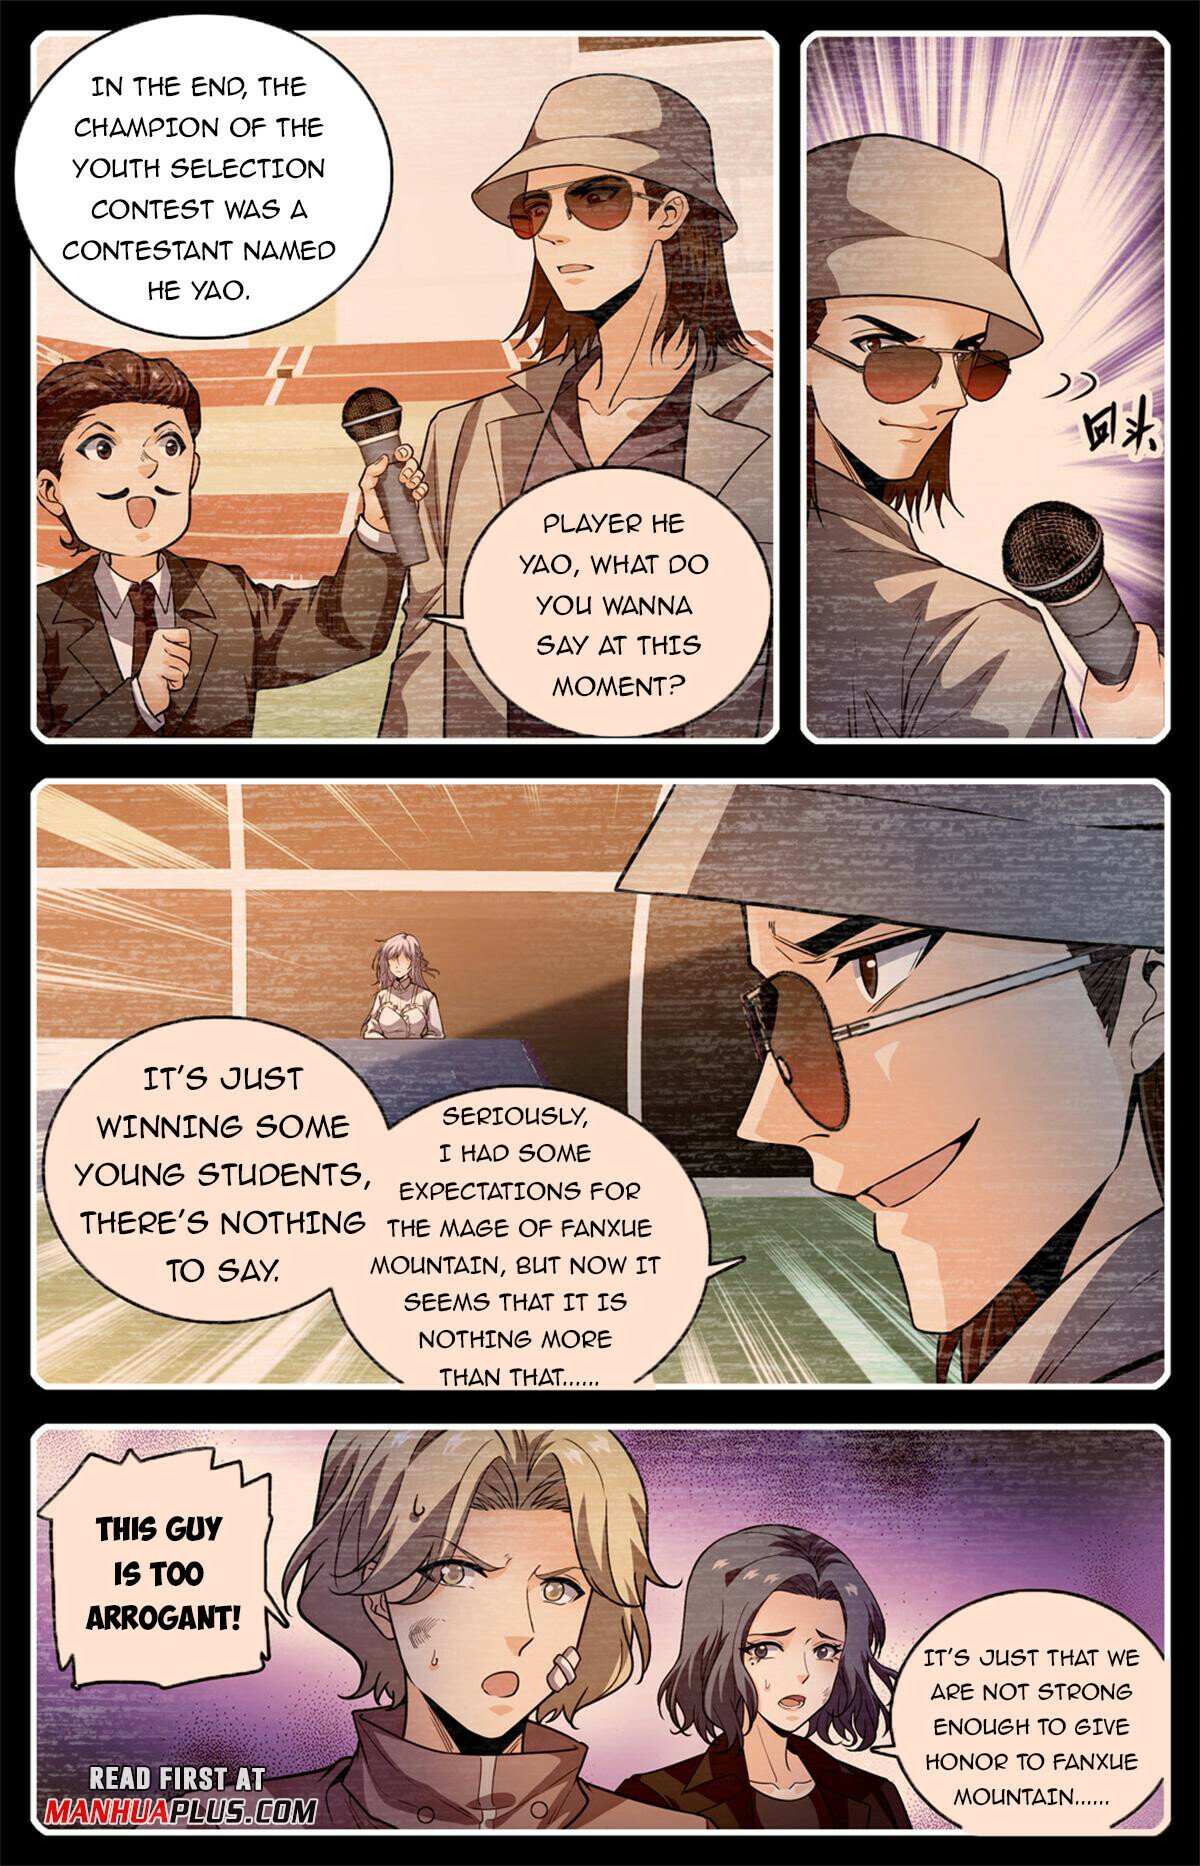 IN THE END, THE
CHAMPION OF THE
YOUTH SELECTION
CONTEST WAS A
CONTESTANT NAMED
HE YAO.
PLAYER HE
YAO, WHAT DO
YOU WANNA
SAY AT THIS
MOMENT?
回头
IT'S JUST
WINNING SOME
YOUNG STUDENTS,
THERE'S NOTHING
TO SAY.
SERIOUSLY,
I HAD SOME
EXPECTATIONS FOR
THE MAGE OF FANXUE
MOUNTAIN, BUT NOW IT
SEEMS THAT IT IS
NOTHING MORE
THAN THAT......
THIS GUY
IS TOO
ARROGANT!
IT'S JUST THAT WE
ARE NOT STRONG
ENOUGH TO GIVE
HONOR TO FANXUE
MOUNTAIN......
READ FIRST AT
MANHUAPLUS.COM